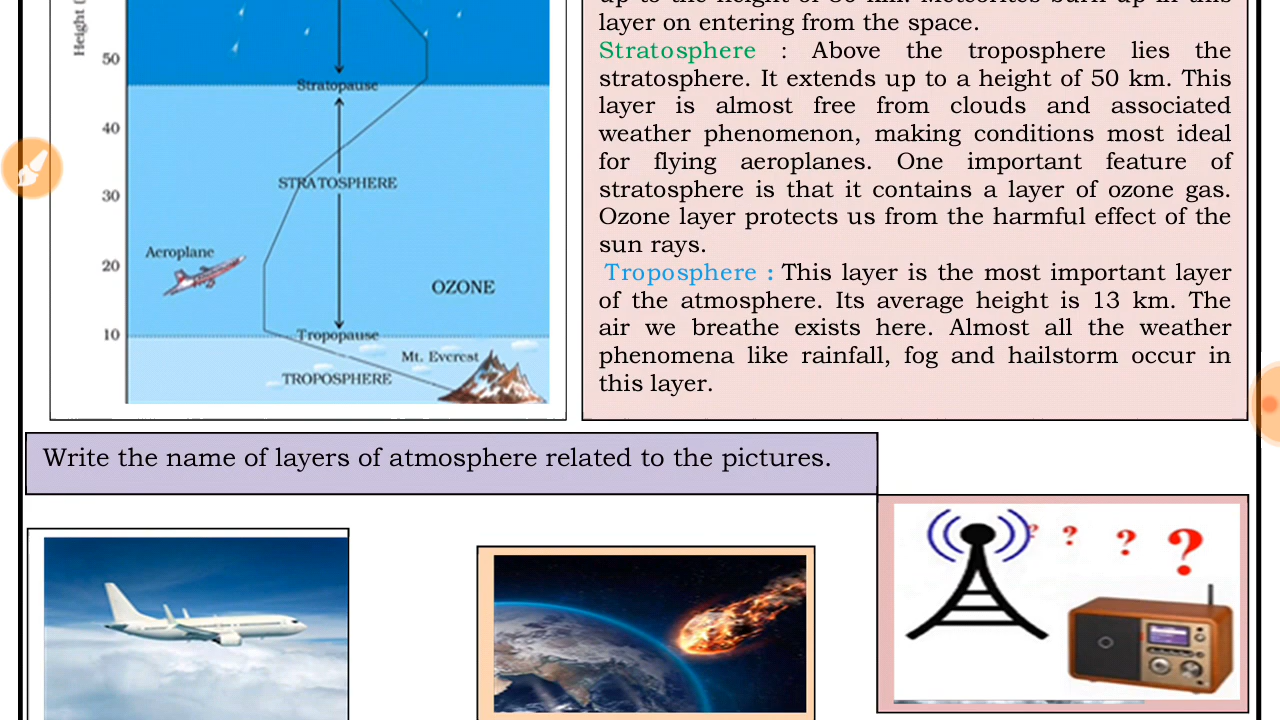 Height (
50
40
30
20
10
Stratopause
STRATOSPHERE
Aeroplane
OZONE
Tropopause
Mt. Everest
TROPOSPHERE
layer on entering from the space.
Stratosphere : Above the troposphere lies the
stratosphere. It extends up to a height of 50 km. This
layer is almost free from clouds and associated
weather phenomenon, making conditions most ideal
for flying aeroplanes. One important feature of
stratosphere is that it contains a layer of ozone gas.
Ozone layer protects us from the harmful effect of the
sun rays.
Troposphere : This layer is the most important layer
of the atmosphere. Its average height is 13 km. The
air we breathe exists here. Almost all the weather
phenomena like rainfall, fog and hailstorm occur in
this layer.
Write the name of layers of atmosphere related to the pictures.
? ? ? ?